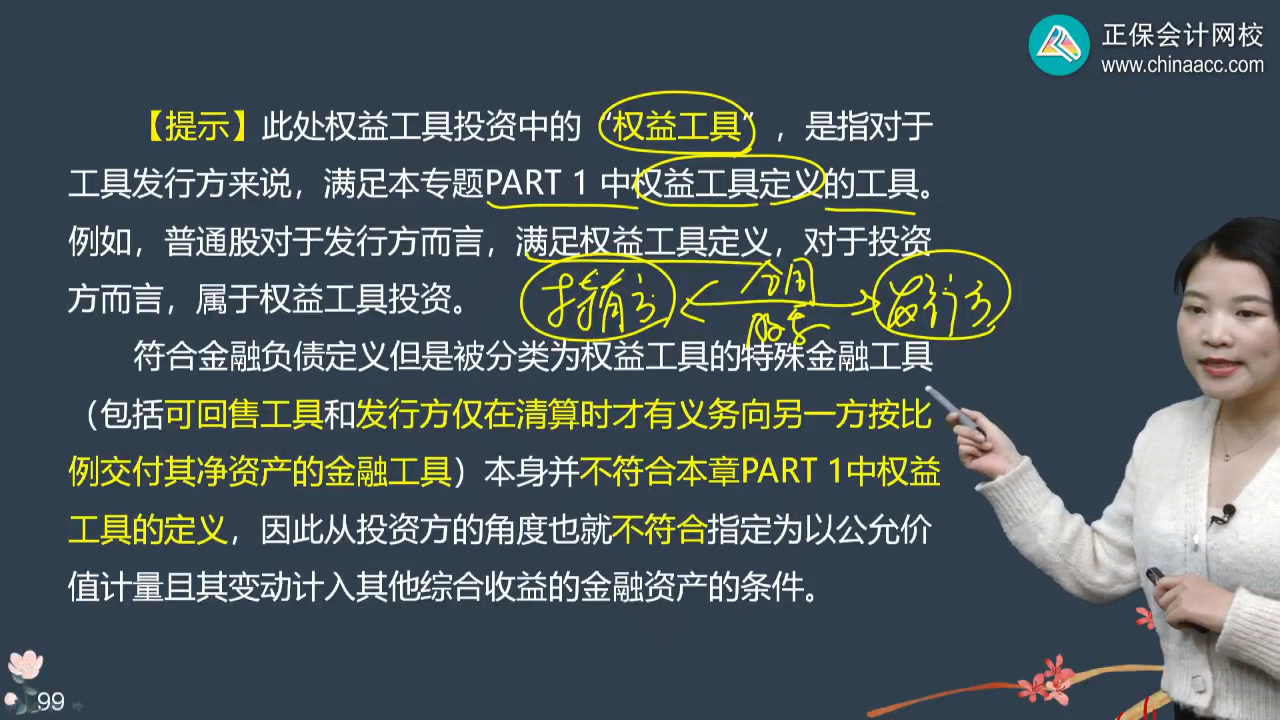 正保会计网校
www.chinaacc.com
【提示】此处权益工具投资中的“权益工具”，是指对于
工具发行方来说，满足本专题PART 1 中权益工具定义的工具。
例如，普通股对于发行方而言，满足权益工具定义，对于投资
方而言，属于权益工具投资。
持有方 合同 发行方
股票
符合金融负债定义但是被分类为权益工具的特殊金融工具
（包括可回售工具和发行方仅在清算时才有义务向另一方按比
例交付其净资产的金融工具）本身并不符合本章PART 1中权益
工具的定义，因此从投资方的角度也就不符合指定为以公允价
值计量且其变动计入其他综合收益的金融资产的条件。
99